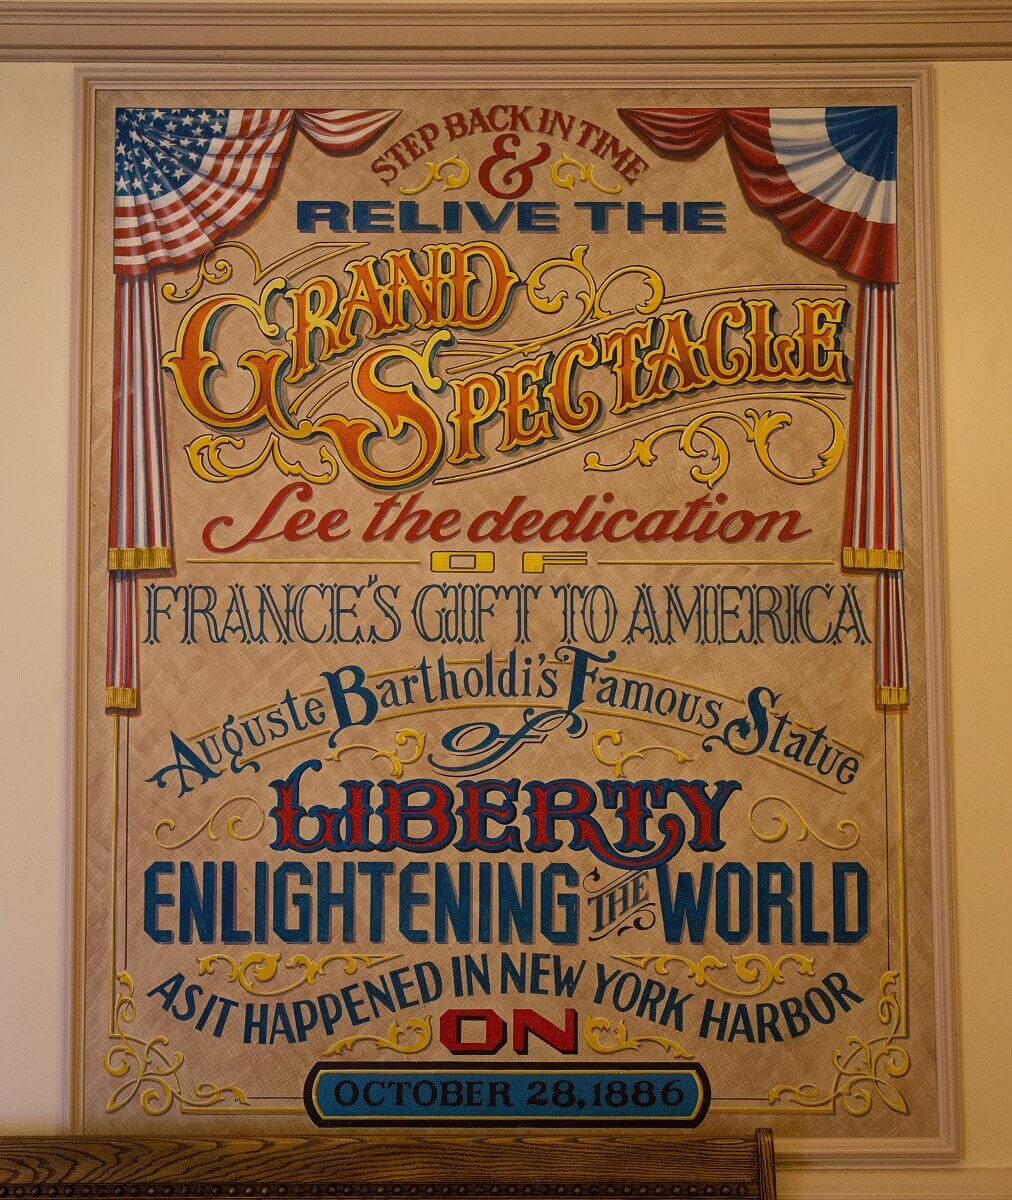 STEP BACK IN TIME
&
RELIVE THE
GRAND
SPECTACLE
See the dedication
OF
FRANCE'S GIFT TO AMERICA
Auguste Bartholdi's Famous Statue
of
LIBERTY
ENLIGHTENING THE WORLD
AS IT HAPPENED IN NEW YORK HARBOR
ON
OCTOBER 28, 1886